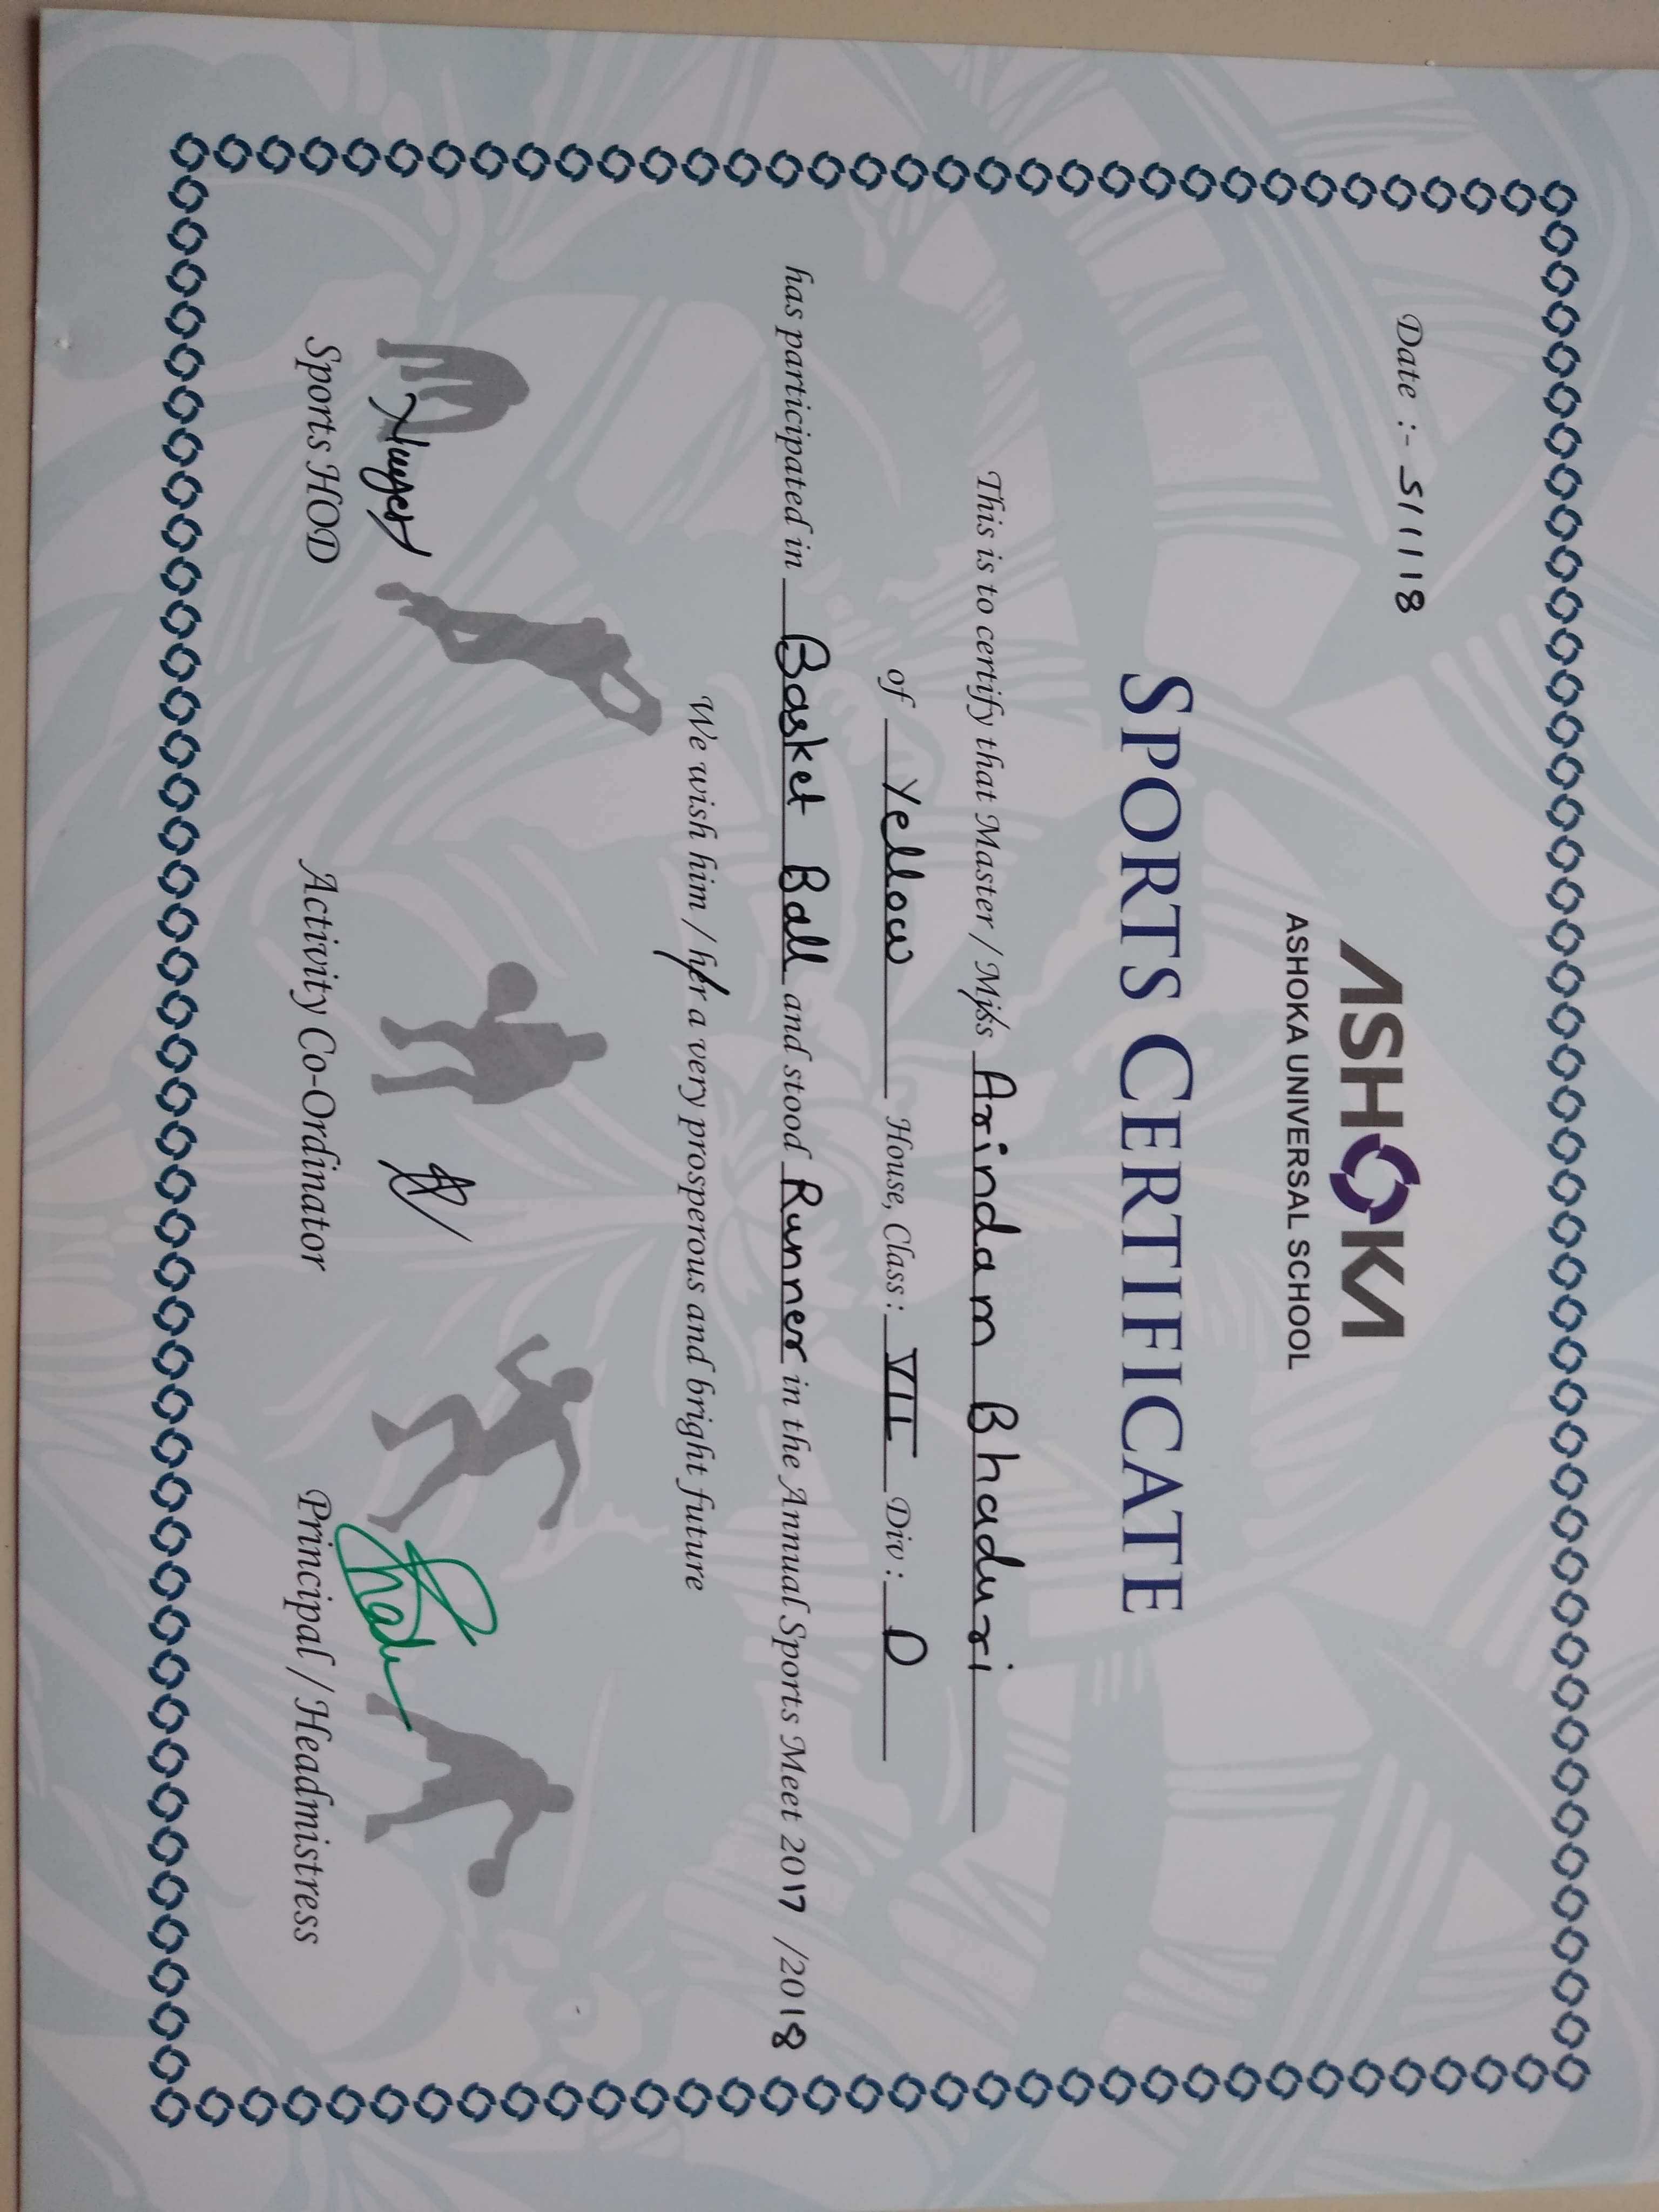 ASHOKA
ASHOKA UNIVERSAL SCHOOL
Date :- 5/1/18
SPORTS CERTIFICATE
This is to certify that Master / Miss Arindam Bhaduri
of Yellow House, Class: VII Div: D
has participated in Basket Ball and stood Runner in the Annual Sports Meet 2017 /2018
We wish him / her a very prosperous and bright future
Sports HOD Activity Co-Ordinator Principal / Headmistress